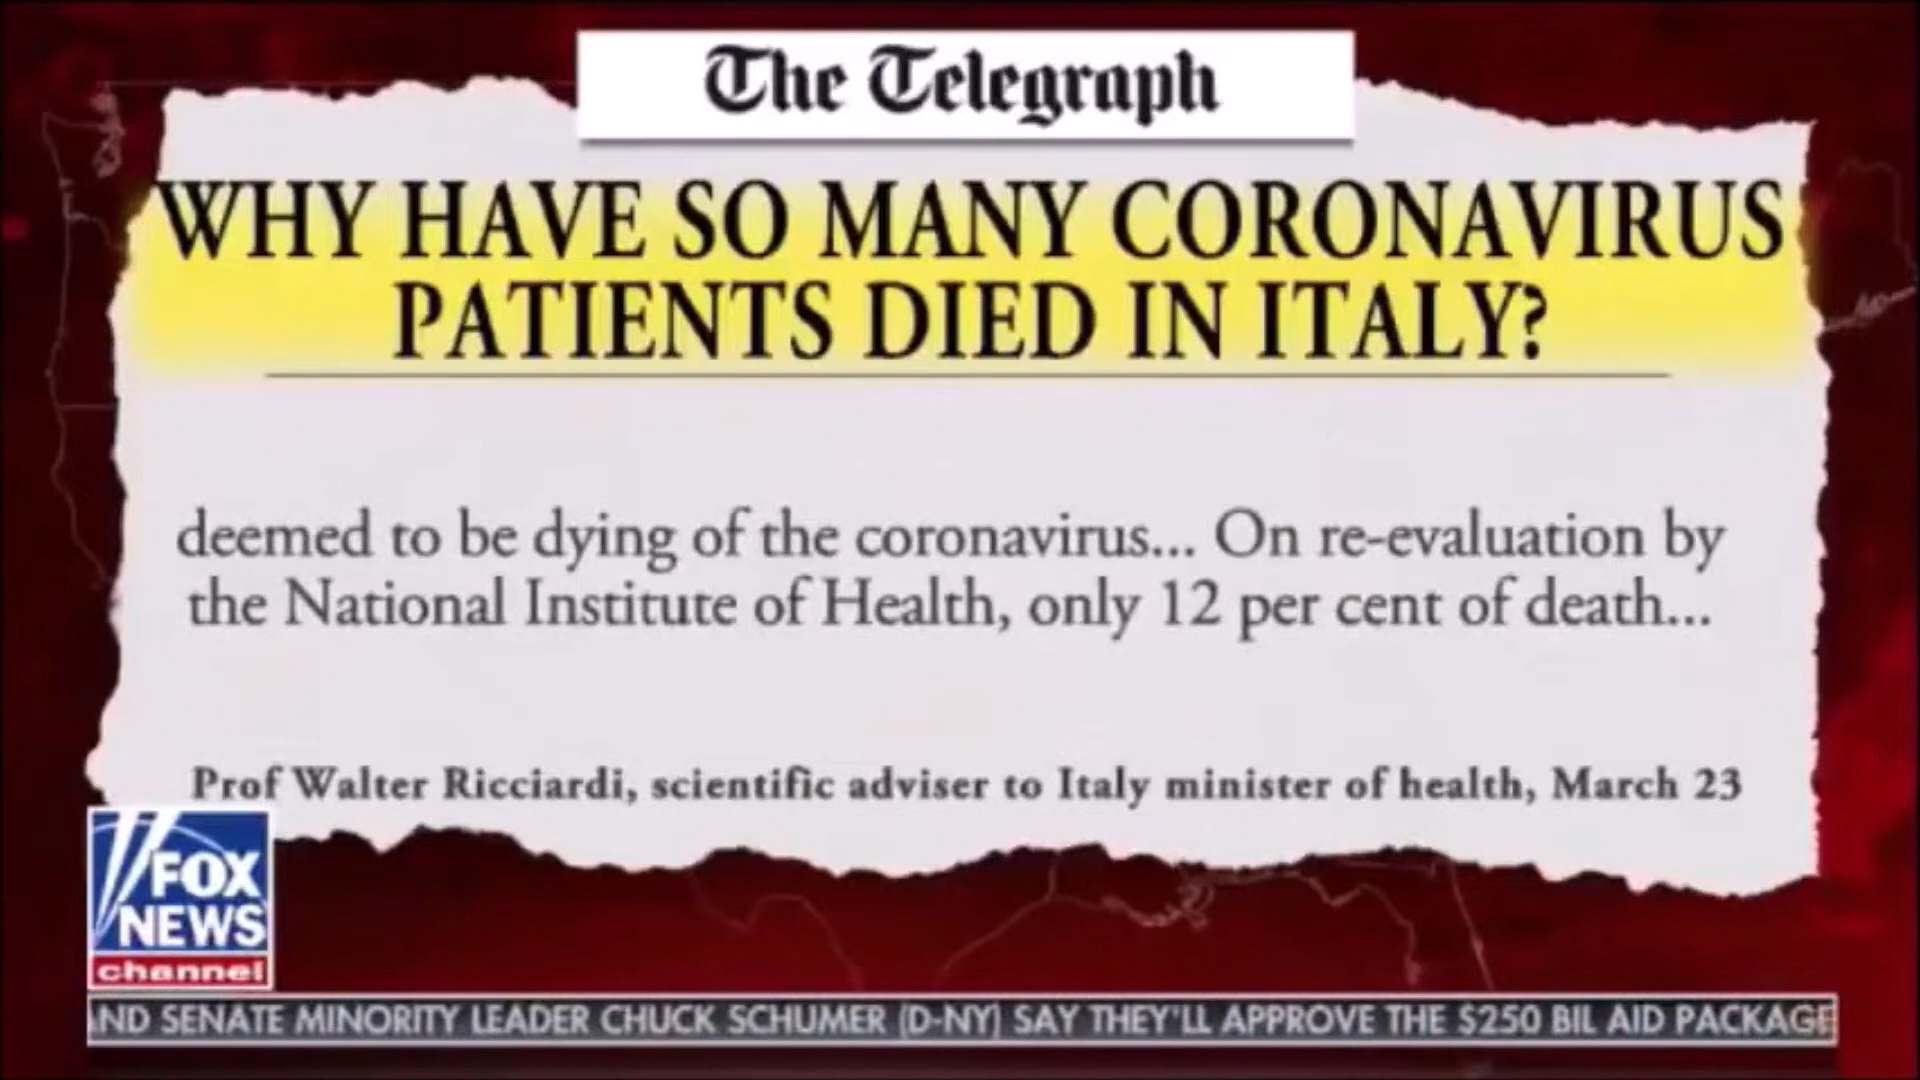 The Telegraph
WHY HAVE SO MANY CORONAVIRUS
PATIENTS DIED IN ITALY?
deemed to be dying of the coronavirus... On re-evaluation by
the National Institute of Health, only 12 per cent of death...
Prof Walter Ricciardi, scientific adviser to Italy minister of health, March 23
FOX
NEWS
channel
AND SENATE MINORITY LEADER CHUCK SCHUMER (D-NY) SAY THEY'LL APPROVE THE $250 BIL AID PACKAGE